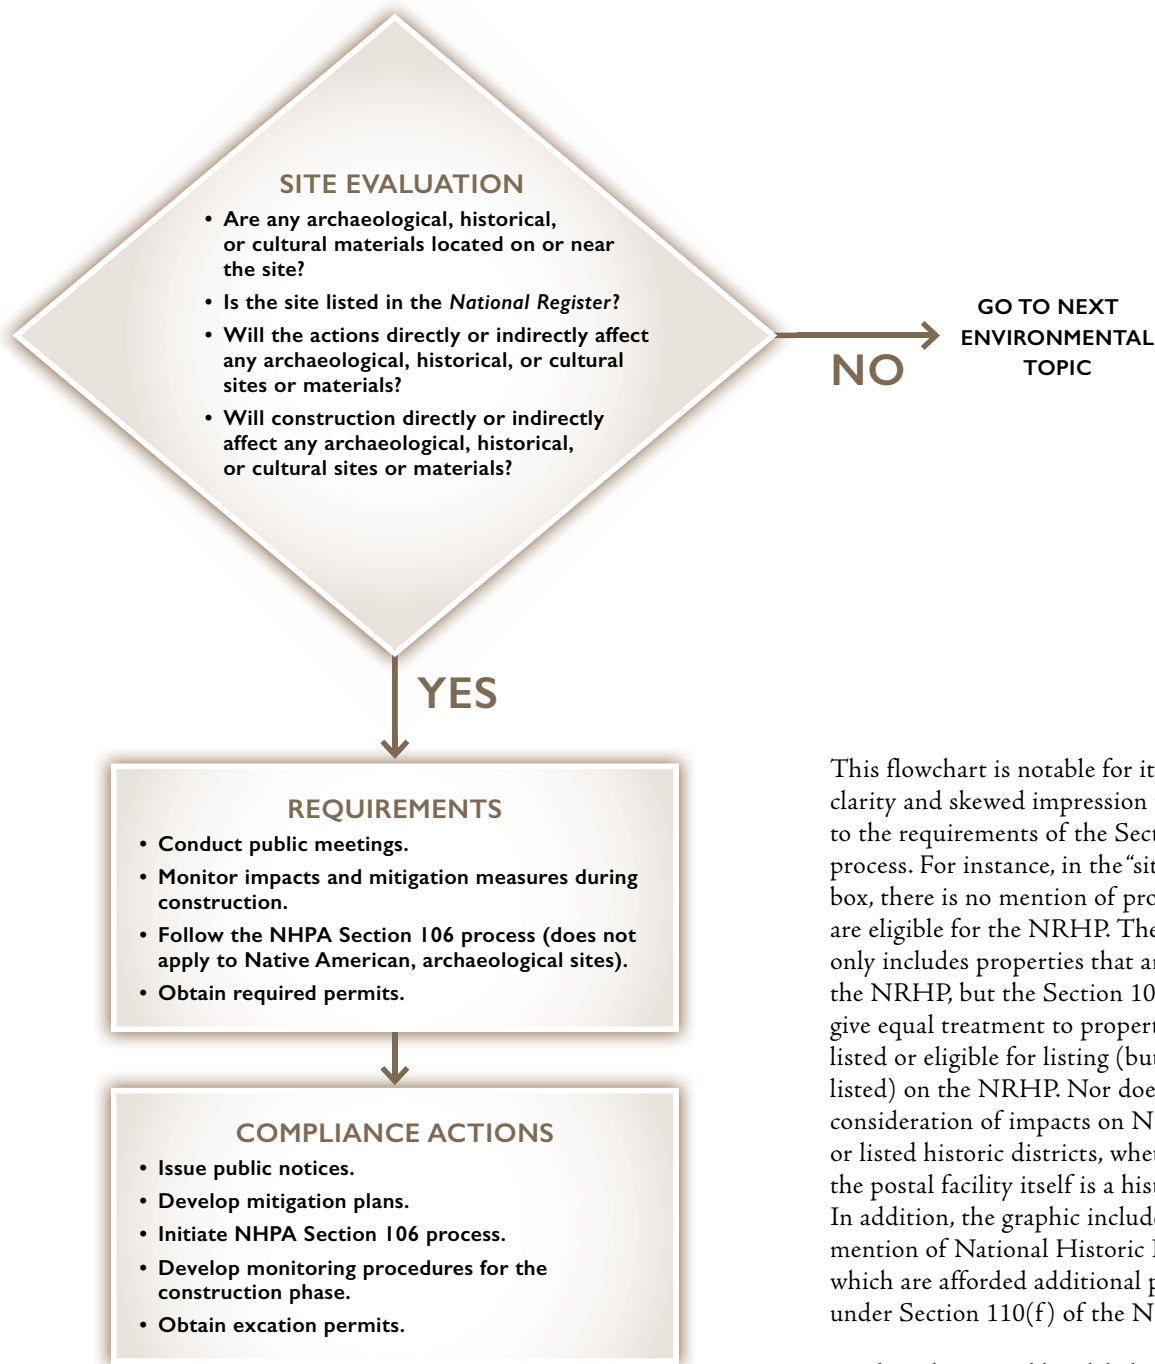 SITE EVALUATION
• Are any archaeological, historical,
or cultural materials located on or near
the site?
• Is the site listed in the National Register?
• Will the actions directly or indirectly affect
any archaeological, historical, or cultural
sites or materials?
• Will construction directly or indirectly
affect any archaeological, historical,
or cultural sites or materials?
NO
GO TO NEXT
ENVIRONMENTAL
TOPIC
YES
REQUIREMENTS
• Conduct public meetings.
• Monitor impacts and mitigation measures during
construction.
• Follow the NHPA Section 106 process (does not
apply to Native American, archaeological sites).
• Obtain required permits.
COMPLIANCE ACTIONS
• Issue public notices.
• Develop mitigation plans.
• Initiate NHPA Section 106 process.
• Develop monitoring procedures for the
construction phase.
• Obtain excation permits.
This flowchart is notable for
clarity and skewed impression
to the requirements of the
process. For instance, in the
box, there is no mention of
are eligible for the NRHP.
only includes properties that
the NRHP, but the Section
give equal treatment to
listed or eligible for listing
listed) on the NRHP. Nor
consideration of impacts on
or listed historic districts,
the postal facility itself is a
In addition, the graphic
mention of National Historic
which are afforded additional
under Section 110(f) of the